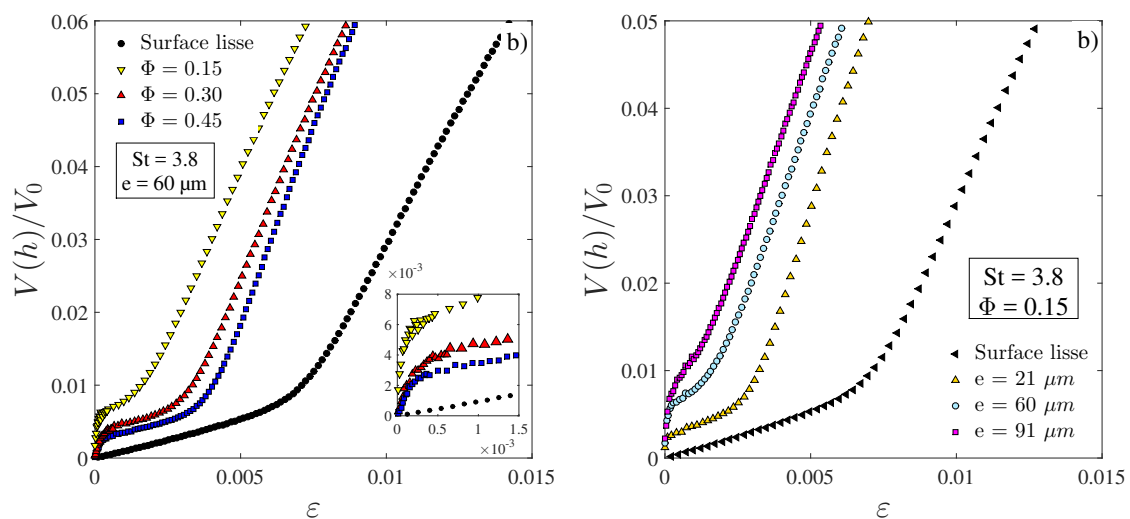 0.06
0.05
0.04
0.03
0.02
0.01
0
0 0.005 0.01 0.015
V(h)/V₀
ε
b)
Surface lisse
Φ = 0.15
Φ = 0.30
Φ = 0.45
St = 3.8
e = 60 μm
×10⁻³
8
6
4
2
0
0 0.5 1 1.5
×10⁻³
0.05
0.04
0.03
0.02
0.01
0
0 0.005 0.01 0.015
V(h)/V₀
ε
b)
St = 3.8
Φ = 0.15
Surface lisse
e = 21 μm
e = 60 μm
e = 91 μm